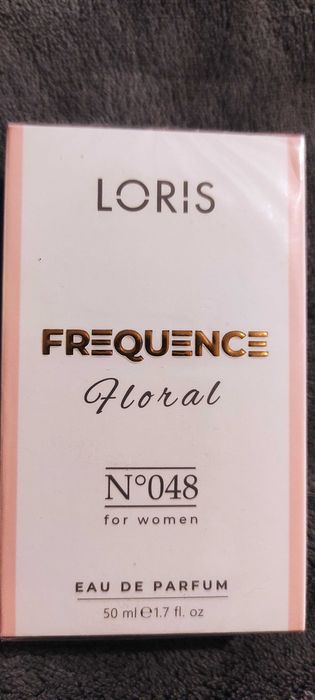 LORIS
FREQUENCE
Floral
N°048
for women
EAU DE PARFUM
50 ml ℮1.7 fl. oz